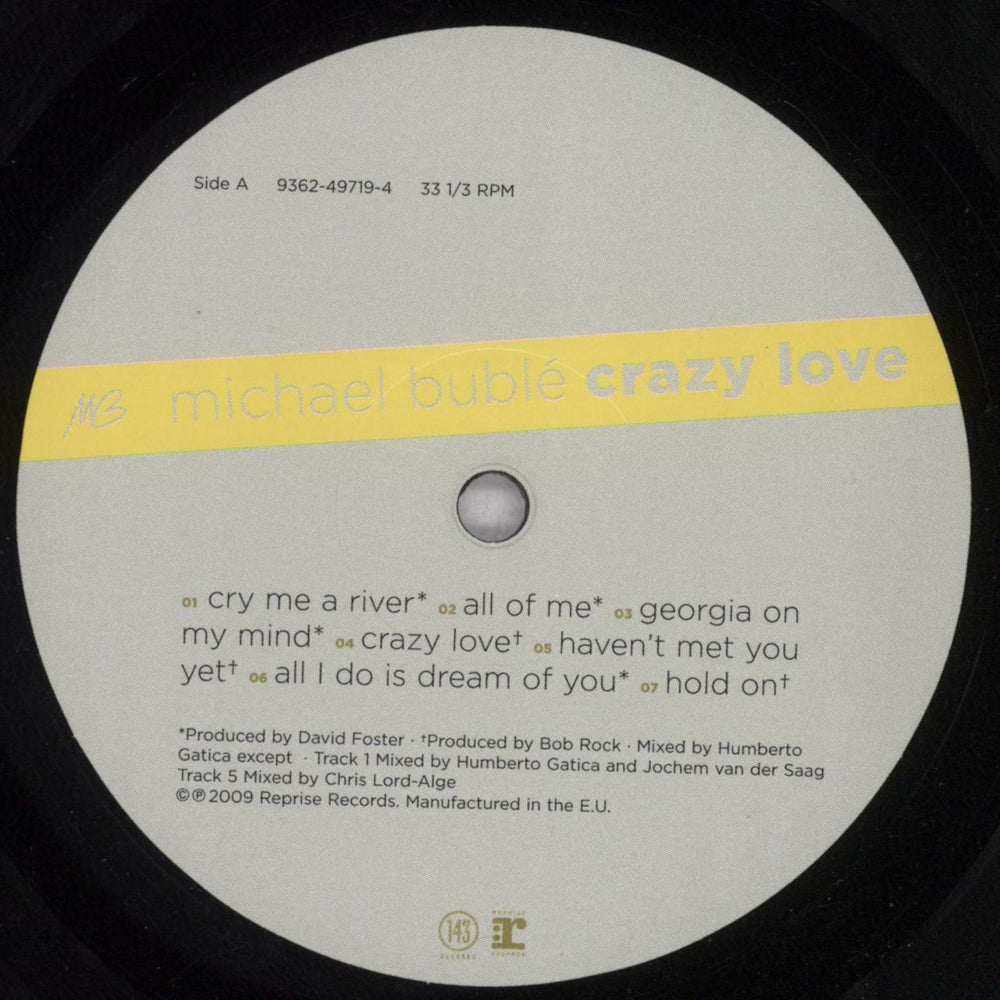 Side A 9362-49719-4 33 1/3 RPM
MB michael bublé crazy love
01 cry me a river* 02 all of me* 03 georgia on
my mind* 04 crazy love† 05 haven't met you
yet† 06 all I do is dream of you* 07 hold on†
*Produced by David Foster · †Produced by Bob Rock · Mixed by Humberto
Gatica except · Track 1 Mixed by Humberto Gatica and Jochem van der Saag
Track 5 Mixed by Chris Lord-Alge
©℗2009 Reprise Records. Manufactured in the E.U.
143
RECORDS
REPRISE
r
RECORDS